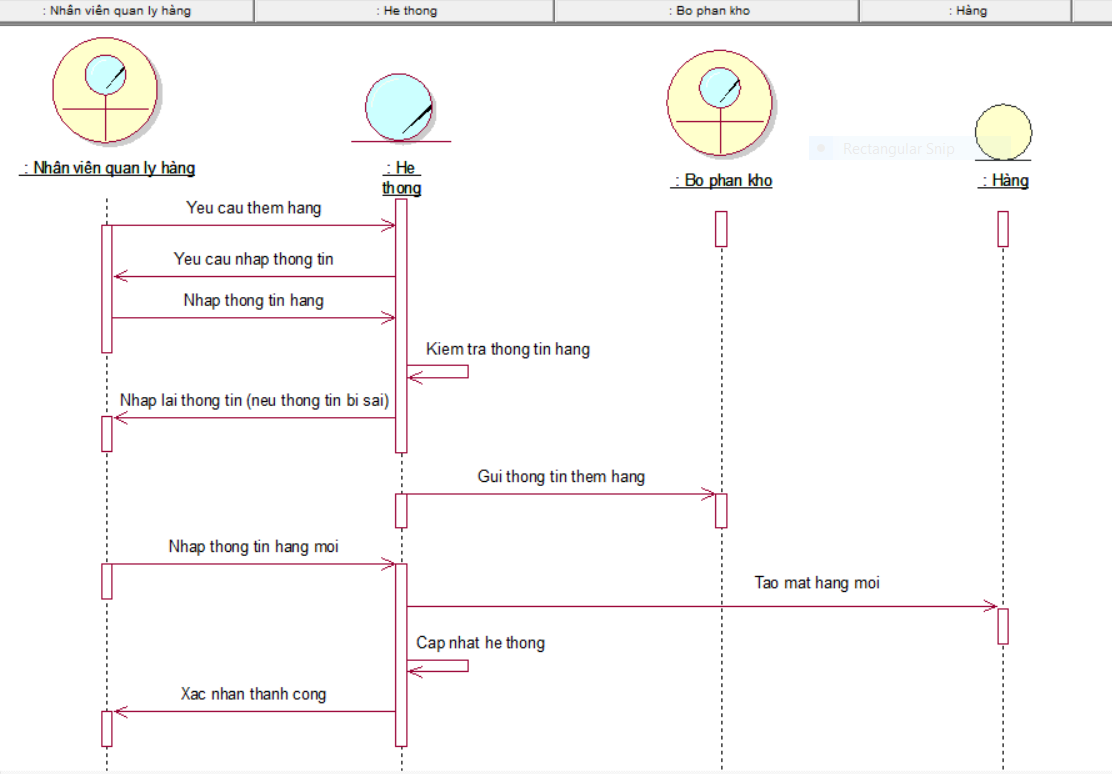 : Nhân viên quan ly hàng
: He thong
: Bo phan kho
: Hàng
Rectangular Snip
: Nhân viên quan ly hàng
: He
thong
: Bo phan kho
: Hàng
Yeu cau them hang
Yeu cau nhap thong tin
Nhap thong tin hang
Kiem tra thong tin hang
Nhap lai thong tin (neu thong tin bi sai)
Gui thong tin them hang
Nhap thong tin hang moi
Tao mat hang moi
Cap nhat he thong
Xac nhan thanh cong